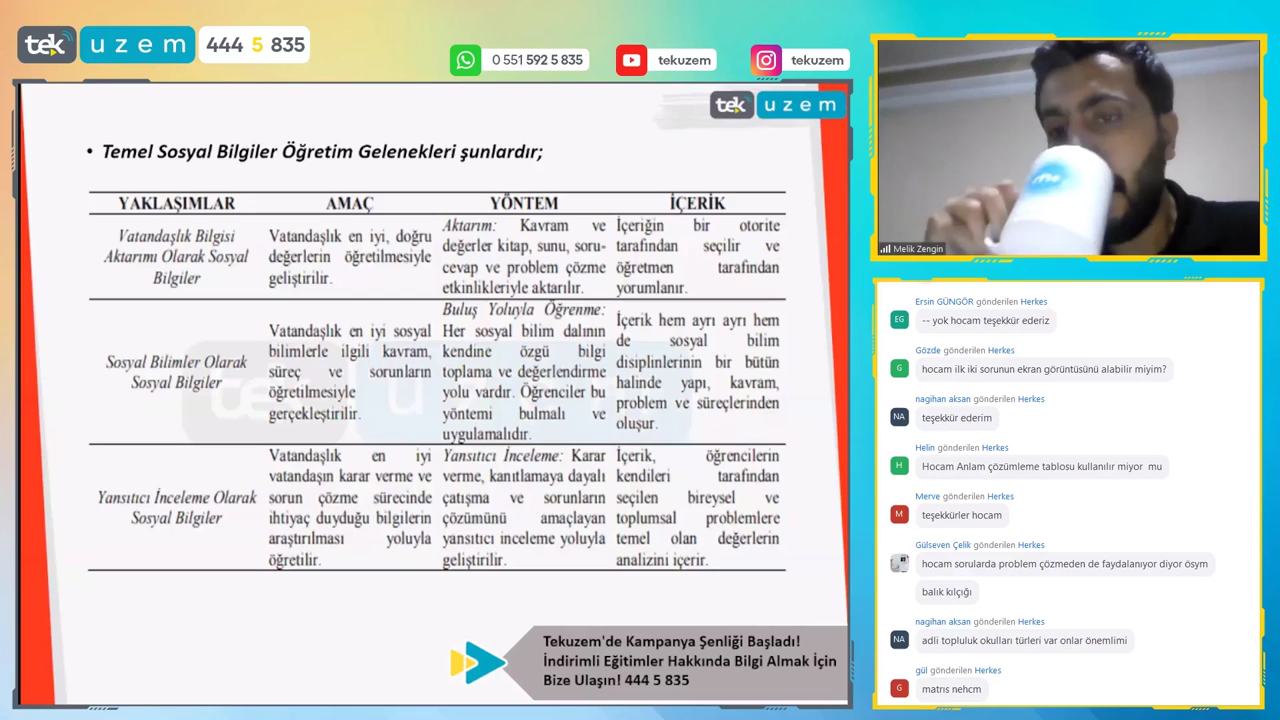 tek uzem 444 5 835
0 551 592 5 835
tekuzem
tekuzem
tek uzem
• Temel Sosyal Bilgiler Öğretim Gelenekleri şunlardır;
YAKLAŞIMLAR AMAÇ YÖNTEM İÇERİK
Vatandaşlık Bilgisi
Aktarımı Olarak Sosyal
Bilgiler
Vatandaşlık en iyi, doğru
değerlerin öğretilmesiyle
geliştirilir.
Aktarım: Kavram ve
değerler kitap, sunu, soru-
cevap ve problem çözme
etkinlikleriyle aktarılır.
İçeriğin bir otorite
tarafından seçilir ve
öğretmen tarafından
yorumlanır.
Sosyal Bilimler Olarak
Sosyal Bilgiler
Vatandaşlık en iyi sosyal
bilimlerle ilgili kavram,
süreç ve sorunların
öğretilmesiyle
gerçekleştirilir.
Buluş Yoluyla Öğrenme:
Her sosyal bilim dalının
kendine özgü bilgi
toplama ve değerlendirme
yolu vardır. Öğrenciler bu
yöntemi bulmalı ve
uygulamalıdır.
İçerik hem ayrı ayrı hem
de sosyal bilim
disiplinlerinin bir bütün
halinde yapı, kavram,
problem ve süreçlerinden
oluşur.
Yansıtıcı İnceleme Olarak
Sosyal Bilgiler
Vatandaşlık en iyi
vatandaşın karar verme ve
sorun çözme sürecinde
ihtiyaç duyduğu bilgilerin
araştırılması yoluyla
öğretilir.
Yansıtıcı İnceleme: Karar
verme, kanıtlamaya dayalı
çatışma ve sorunların
çözümünü amaçlayan
yansıtıcı inceleme yoluyla
geliştirilir.
İçerik, öğrencilerin
kendileri tarafından
seçilen bireysel ve
toplumsal problemlere
temel olan değerlerin
analizini içerir.
Tekuzem'de Kampanya Şenliği Başladı!
İndirimli Eğitimler Hakkında Bilgi Almak İçin
Bize Ulaşın! 444 5 835
Melik Zengin
Ersin GÜNGÖR gönderilen Herkes
EG
-- yok hocam teşekkür ederiz
Gözde gönderilen Herkes
G
hocam ilk iki sorunun ekran görüntüsünü alabilir miyim?
nagihan aksan gönderilen Herkes
NA
teşekkür ederim
Helin gönderilen Herkes
H
Hocam Anlam çözümleme tablosu kullanılır miyor mu
Merve gönderilen Herkes
M
teşekkürler hocam
Gülseven Çelik gönderilen Herkes
hocam sorularda problem çözmeden de faydalanıyor diyor ösym
balık kılçığı
nagihan aksan gönderilen Herkes
NA
adli topluluk okulları türleri var onlar önemlimi
gül gönderilen Herkes
G
matrıs nehcm